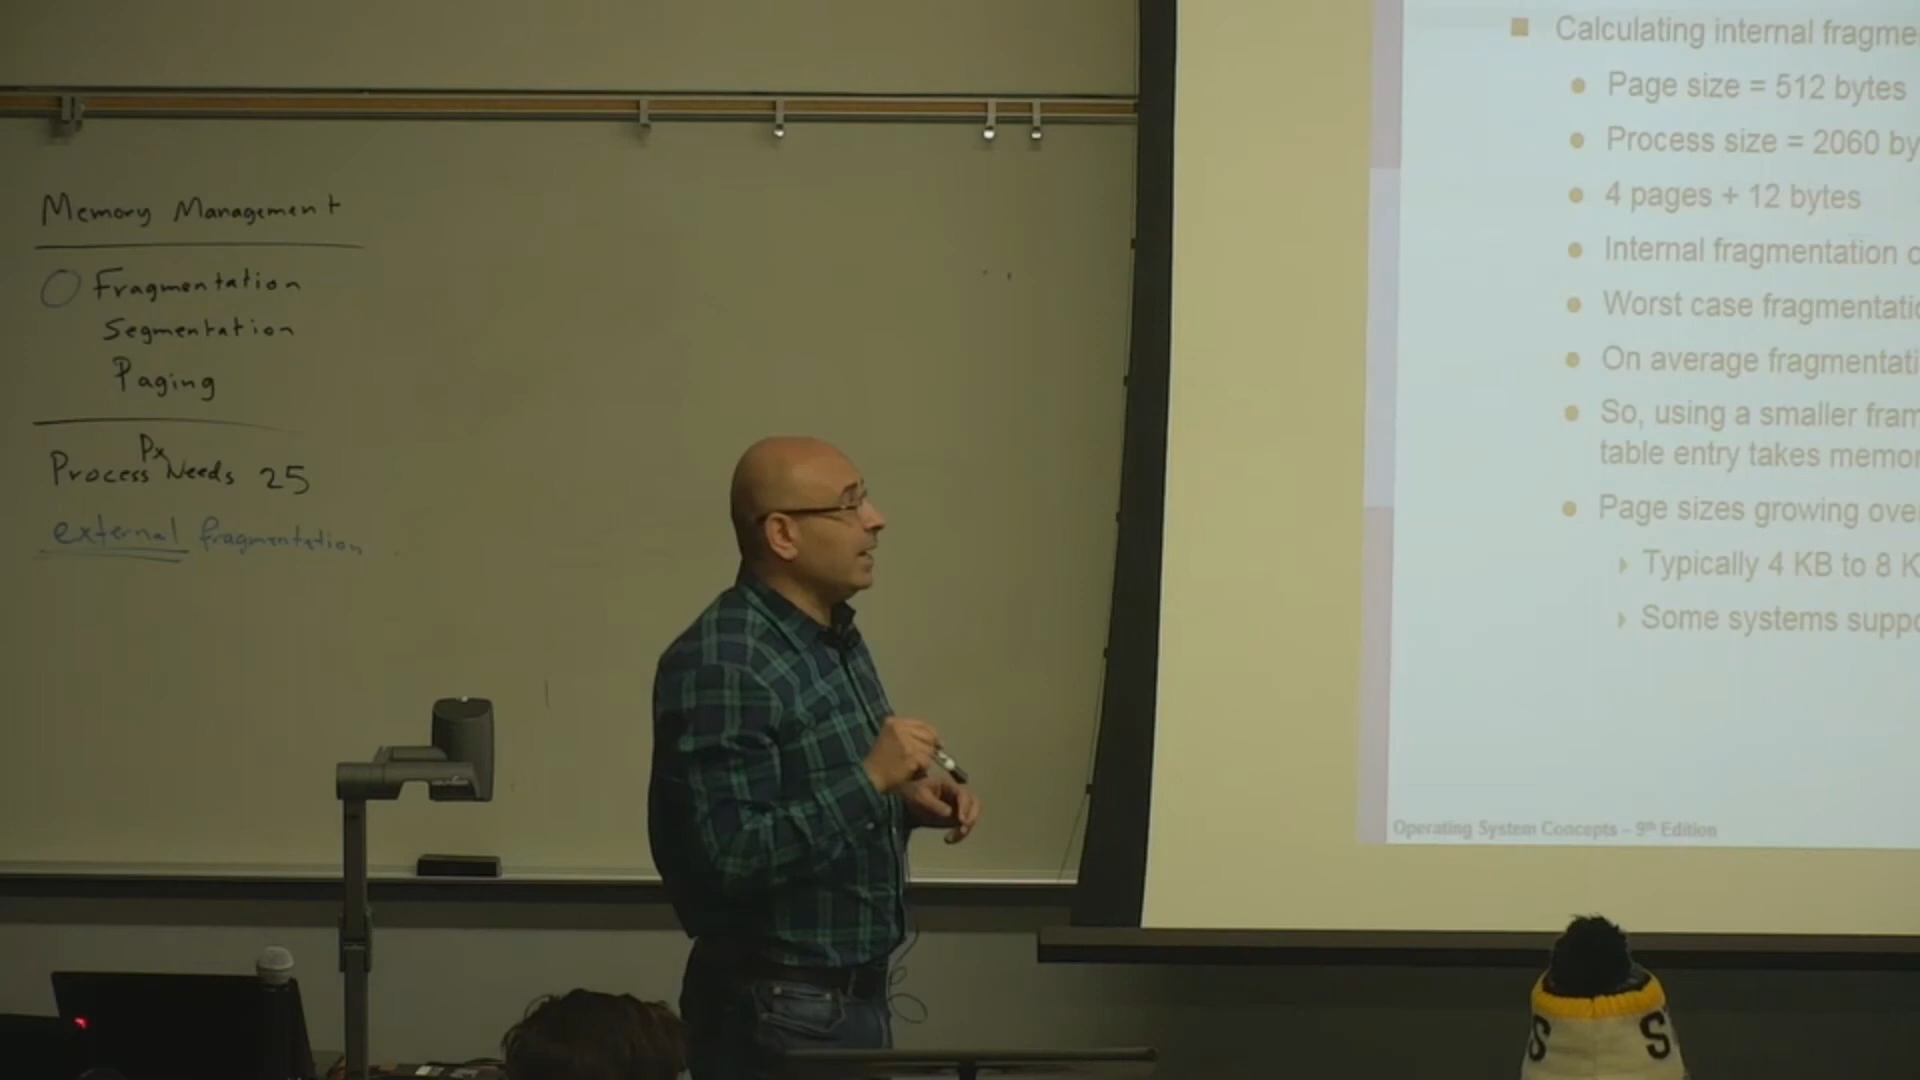 Memory Management
Fragmentation
Segmentation
Paging
Px
Process Needs 25
external fragmentation
Calculating internal fragme
Page size = 512 bytes
Process size = 2060 by
4 pages + 12 bytes
Internal fragmentation o
Worst case fragmentatio
On average fragmentati
So, using a smaller fram
table entry takes memor
Page sizes growing ove
Typically 4 KB to 8 K
Some systems suppo
Operating System Concepts – 9th Edition
S S